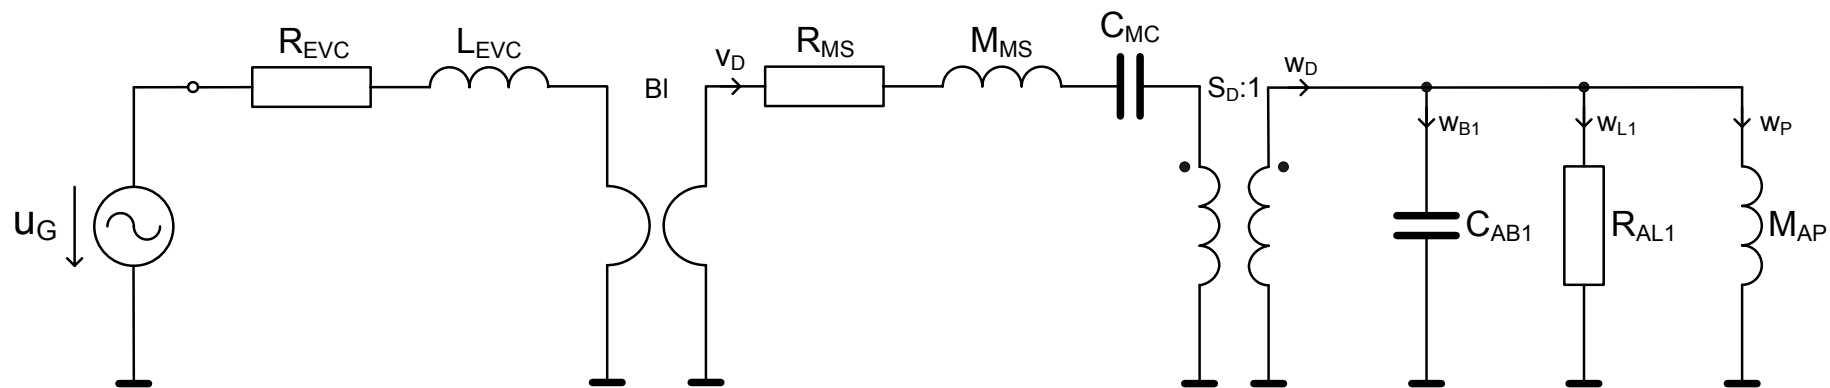 R_EVC
L_EVC
Bl
v_D
R_MS
M_MS
C_MC
S_D:1
w_D
w_B1
w_L1
w_P
u_G
C_AB1
R_AL1
M_AP